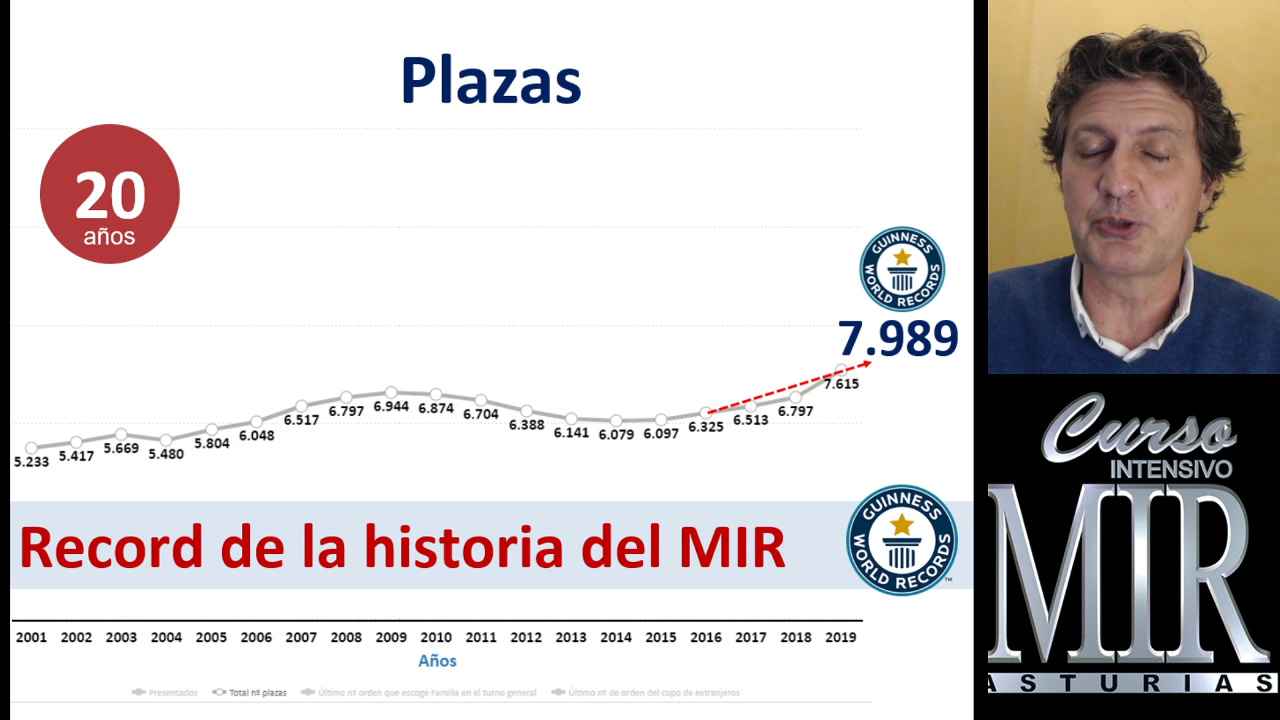 Plazas
20
años
GUINNESS
WORLD RECORDS
7.989
5.233 5.417 5.669 5.480 5.804 6.048 6.517 6.797 6.944 6.874 6.704 6.388 6.141 6.079 6.097 6.325 6.513 6.797 7.615
Record de la historia del MIR
GUINNESS
WORLD RECORDS
™
2001 2002 2003 2004 2005 2006 2007 2008 2009 2010 2011 2012 2013 2014 2015 2016 2017 2018 2019
Años
Presentados Total nº plazas Último nº orden que escoge Familia en el turno general Último nº de orden del cupo de extranjeros
Curso
INTENSIVO
MIR
ASTURIAS